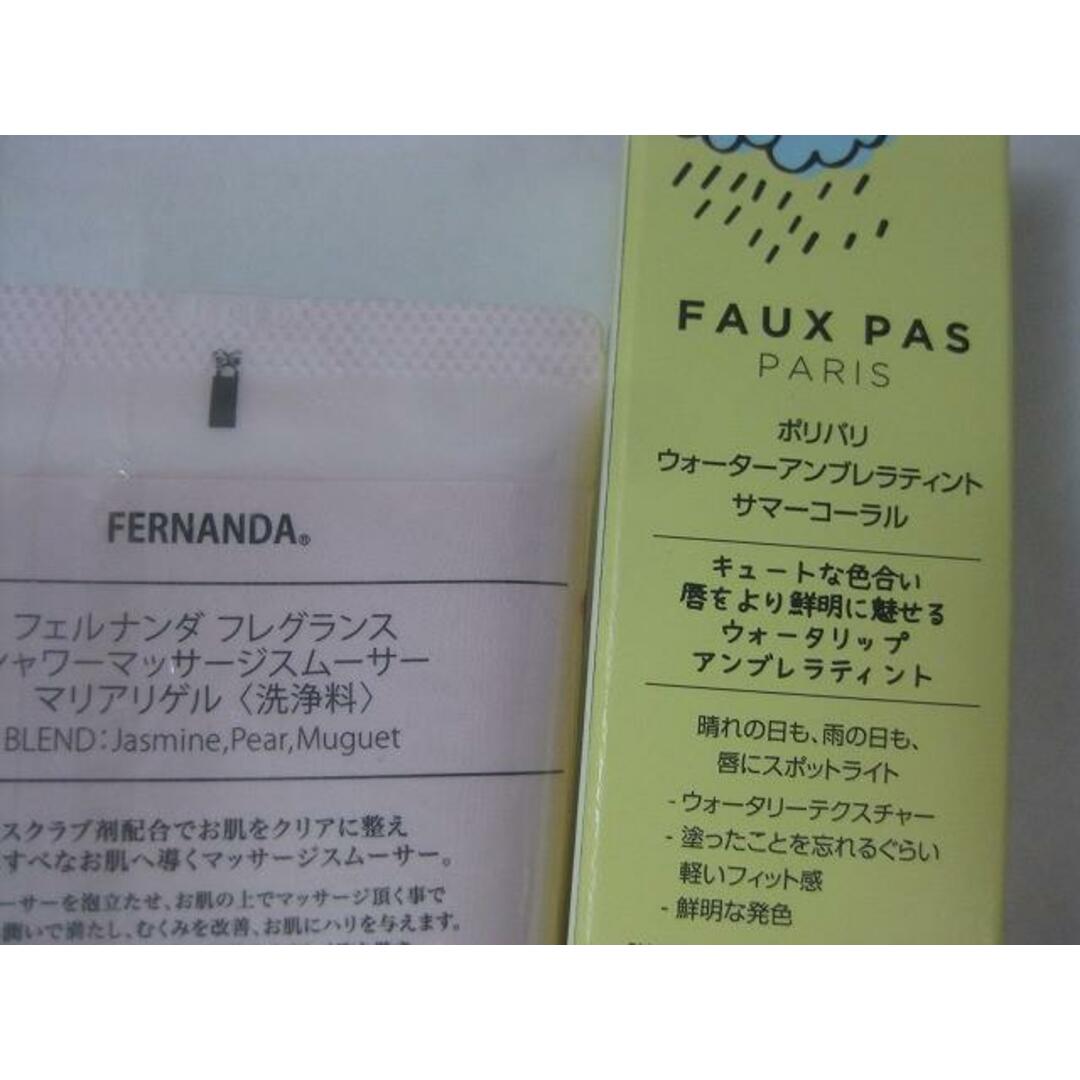 FERNANDA®
フェルナンダ フレグランス
シャワーマッサージスムーサー
マリアリゲル〈洗浄料〉
BLEND:Jasmine,Pear,Muguet
スクラブ剤配合でお肌をクリアに整え
すべなお肌へ導くマッサージスムーサー。
ーサーを泡立たせ、お肌の上でマッサージ頂く事で
潤いで満たし、むくみを改善、お肌にハリを与えます。
FAUX PAS
PARIS
ポリパリ
ウォーターアンブレラティント
サマーコーラル
キュートな色合い
唇をより鮮明に魅せる
ウォータリップ
アンブレラティント
晴れの日も、雨の日も、
唇にスポットライト
- ウォータリーテクスチャー
- 塗ったことを忘れるぐらい
軽いフィット感
- 鮮明な発色